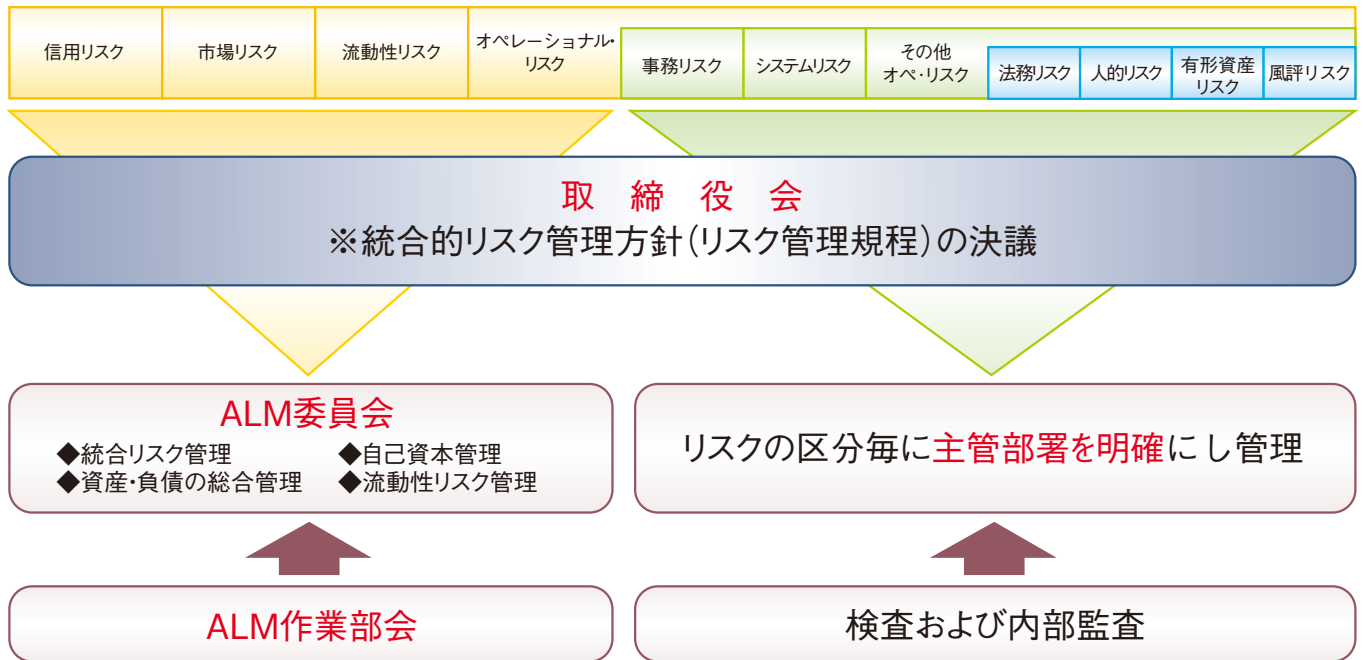 信用リスク
市場リスク
流動性リスク
オペレーショナル・
リスク
事務リスク
システムリスク
その他
オペ・リスク
法務リスク
人的リスク
有形資産
リスク
風評リスク
取 締 役 会
※統合的リスク管理方針(リスク管理規程)の決議
ALM委員会
◆統合リスク管理 ◆自己資本管理
◆資産・負債の総合管理 ◆流動性リスク管理
リスクの区分毎に主管部署を明確にし管理
ALM作業部会
検査および内部監査